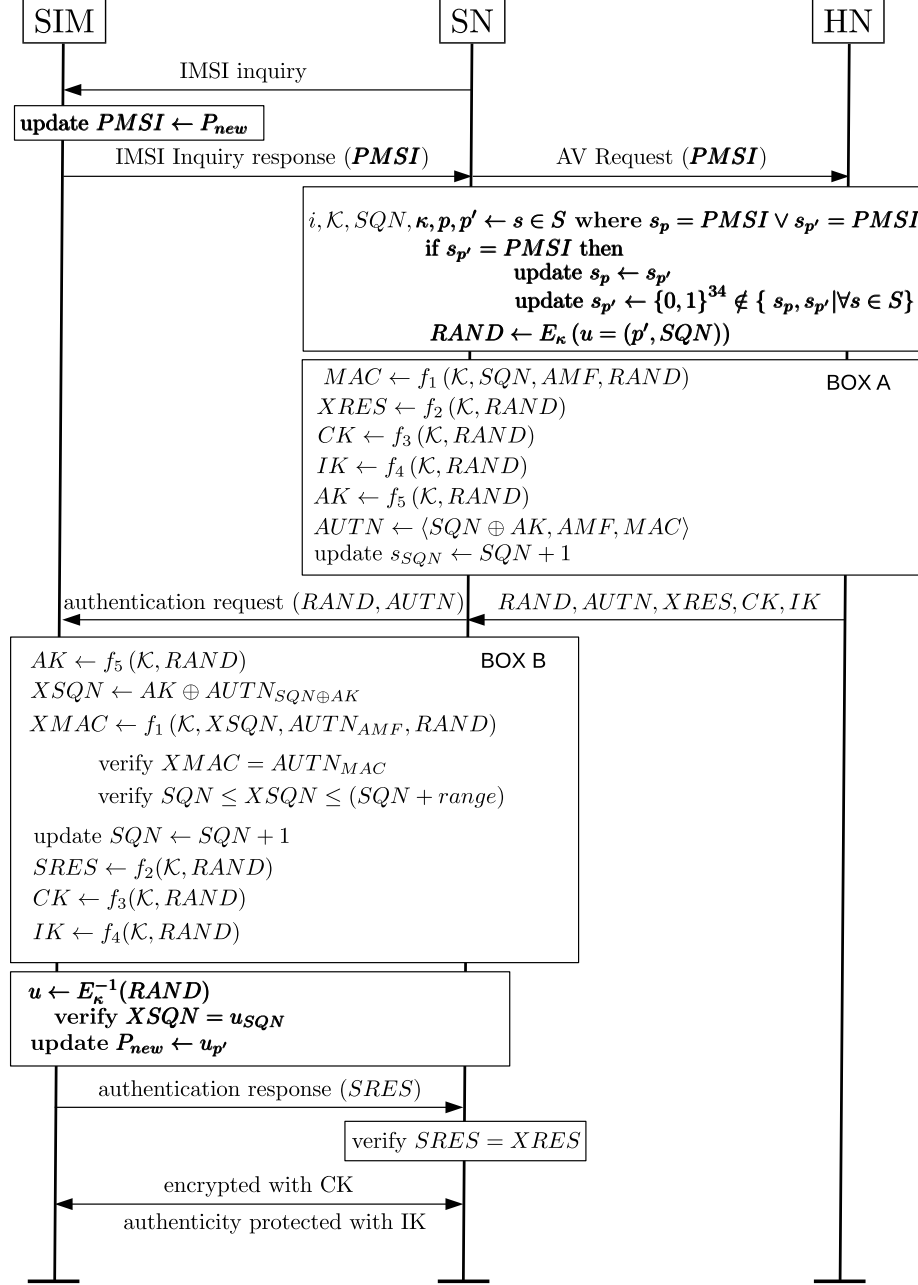 SIM SN HN
IMSI inquiry
update PMSI ← P_new
IMSI Inquiry response (PMSI) AV Request (PMSI)
i, 𝒦, SQN, κ, p, p′ ← s ∈ S where s_p = PMSI ∨ s_p′ = PMSI
if s_p′ = PMSI then
update s_p ← s_p′
update s_p′ ← {0, 1}^34 ∉ { s_p, s_p′|∀s ∈ S}
RAND ← E_κ (u = (p′, SQN))
BOX A
MAC ← f_1 (𝒦, SQN, AMF, RAND)
XRES ← f_2 (𝒦, RAND)
CK ← f_3 (𝒦, RAND)
IK ← f_4 (𝒦, RAND)
AK ← f_5 (𝒦, RAND)
AUTN ← ⟨SQN ⊕ AK, AMF, MAC⟩
update s_SQN ← SQN + 1
authentication request (RAND, AUTN) RAND, AUTN, XRES, CK, IK
BOX B
AK ← f_5 (𝒦, RAND)
XSQN ← AK ⊕ AUTN_SQN⊕AK
XMAC ← f_1 (𝒦, XSQN, AUTN_AMF, RAND)
verify XMAC = AUTN_MAC
verify SQN ≤ XSQN ≤ (SQN + range)
update SQN ← SQN + 1
SRES ← f_2(𝒦, RAND)
CK ← f_3(𝒦, RAND)
IK ← f_4(𝒦, RAND)
u ← E_κ^−1(RAND)
verify XSQN = u_SQN
update P_new ← u_p′
authentication response (SRES)
verify SRES = XRES
encrypted with CK
authenticity protected with IK